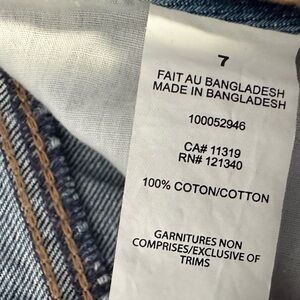 7
FAIT AU BANGLADESH
MADE IN BANGLADESH
100052946
CA# 11319
RN# 121340
100% COTON/COTTON
GARNITURES NON
COMPRISES/EXCLUSIVE OF
TRIMS